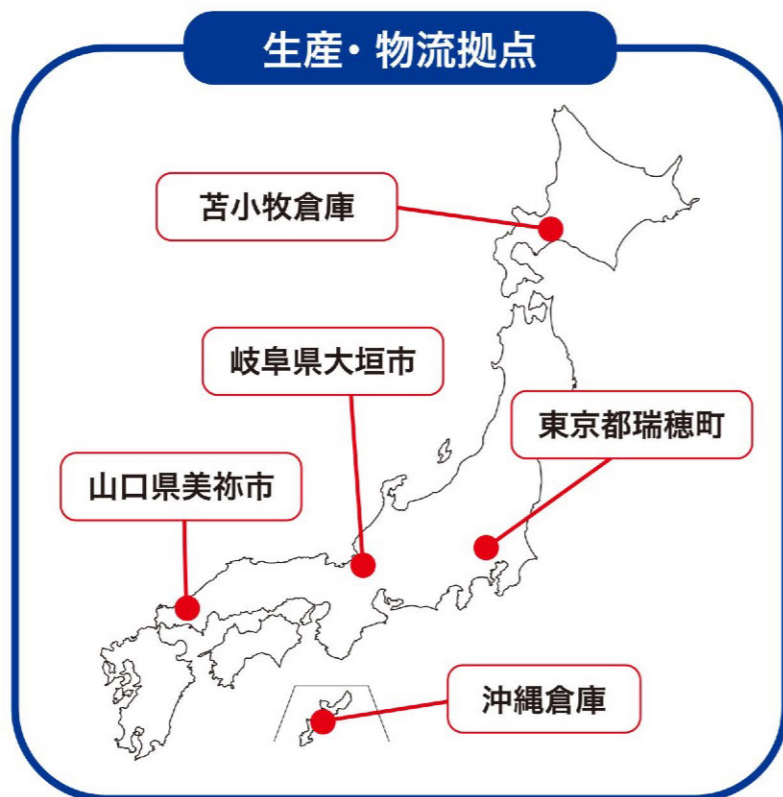 生産・物流拠点
苫小牧倉庫
岐阜県大垣市
東京都瑞穂町
山口県美祢市
沖縄倉庫